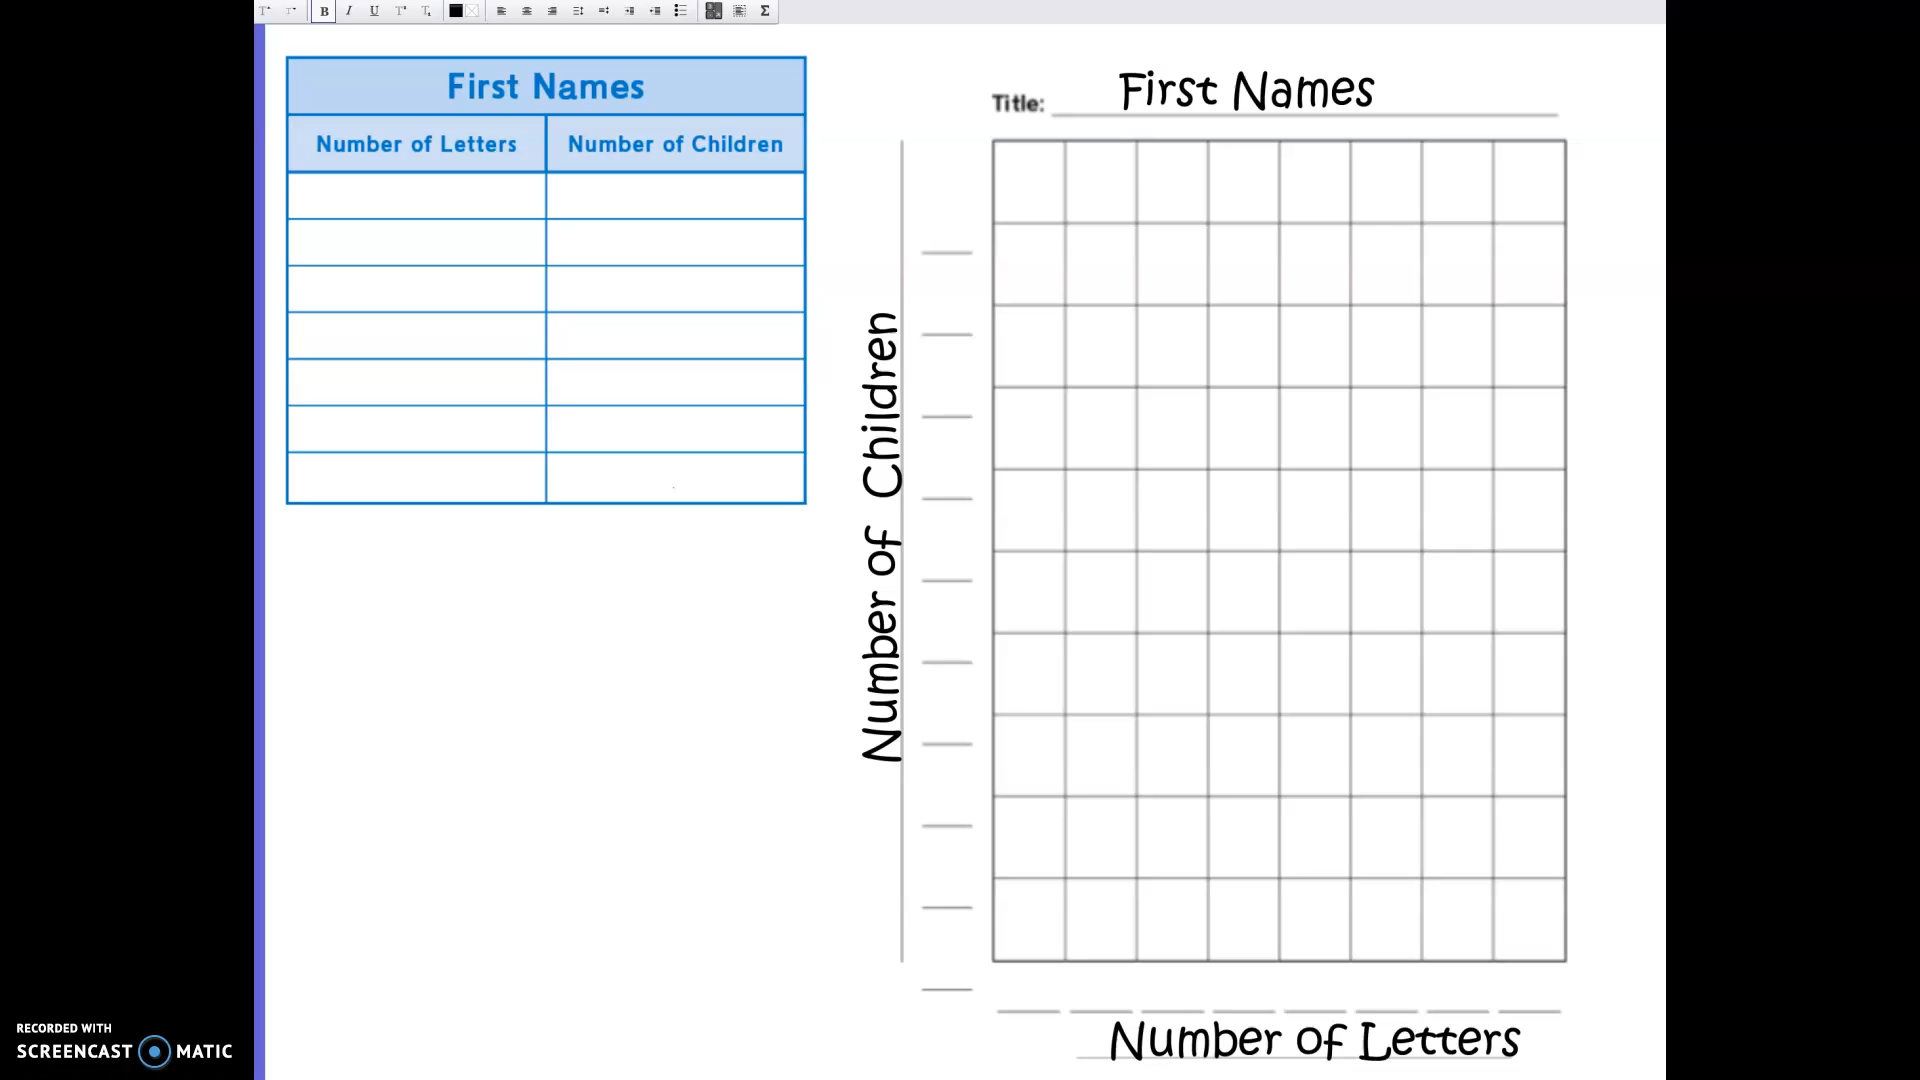 B I U T Σ
First Names
Number of Letters Number of Children
Title: First Names
Number of Children
Number of Letters
RECORDED WITH
SCREENCAST MATIC